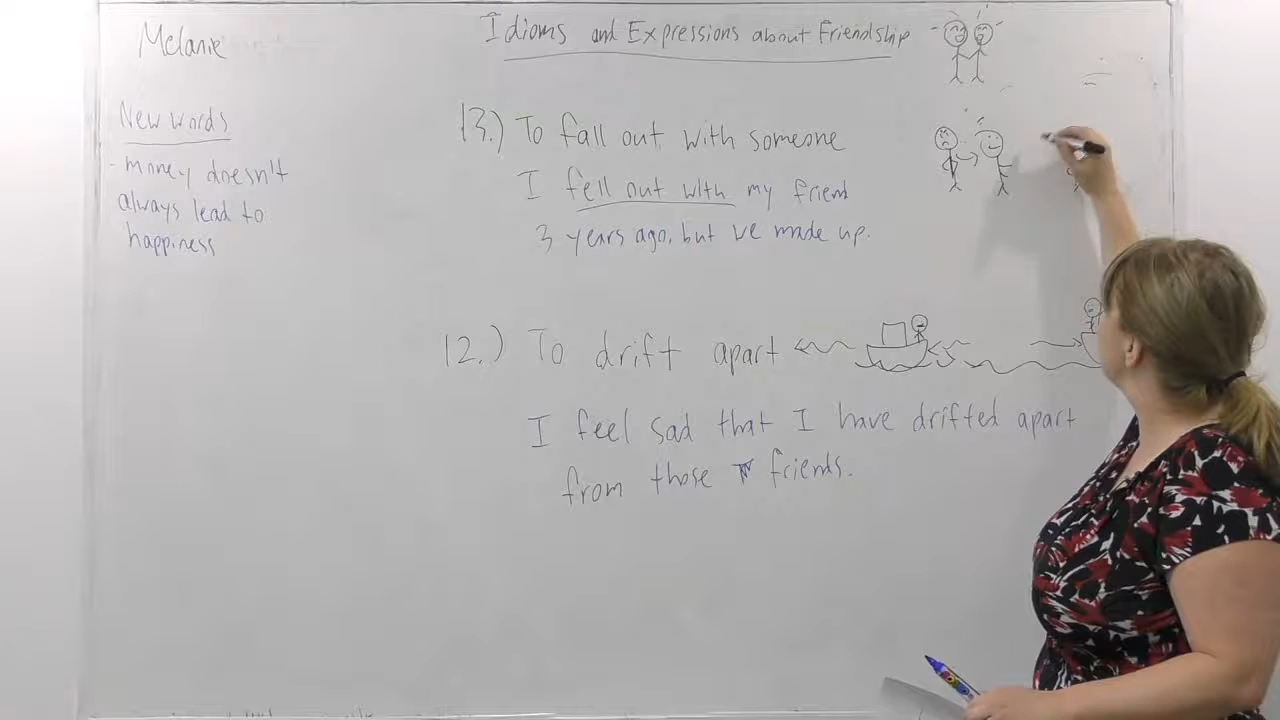 Melanie
Idioms and Expressions about Friendship
New words
- money doesn't
always lead to
happiness
13.) To fall out with someone
I fell out with my friend
3 years ago, but we made up.
12.) To drift apart
I feel sad that I have drifted apart
from those friends.